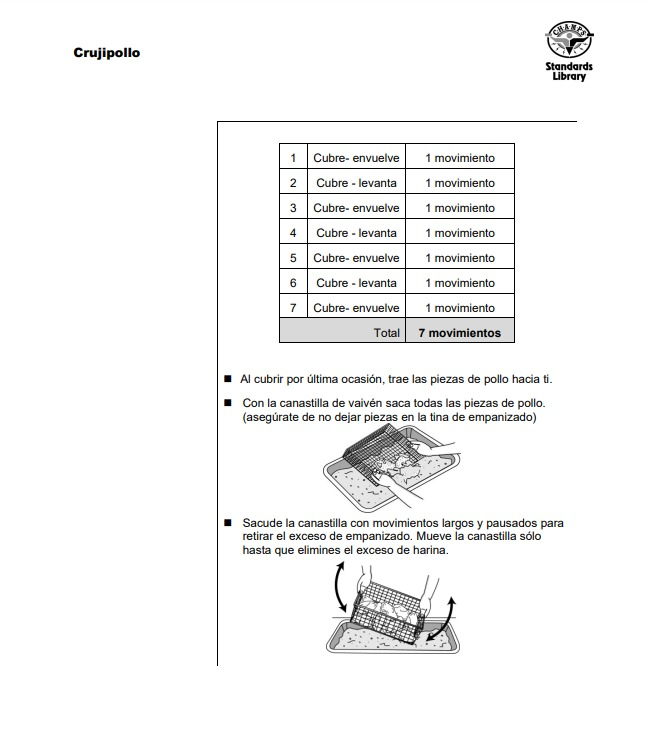 Crujipollo
CHAMPS
Standards
Library
1 Cubre- envuelve 1 movimiento
2 Cubre - levanta 1 movimiento
3 Cubre- envuelve 1 movimiento
4 Cubre - levanta 1 movimiento
5 Cubre- envuelve 1 movimiento
6 Cubre - levanta 1 movimiento
7 Cubre- envuelve 1 movimiento
Total 7 movimientos
■ Al cubrir por última ocasión, trae las piezas de pollo hacia ti.
■ Con la canastilla de vaivén saca todas las piezas de pollo.
(asegúrate de no dejar piezas en la tina de empanizado)
■ Sacude la canastilla con movimientos largos y pausados para
retirar el exceso de empanizado. Mueve la canastilla sólo
hasta que elimines el exceso de harina.